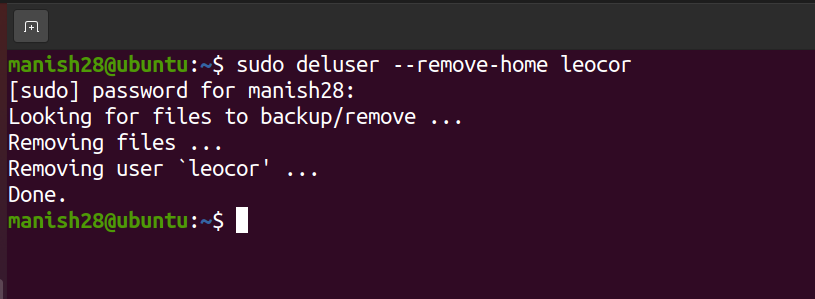 manish28@ubuntu:~$ sudo deluser --remove-home leocor
[sudo] password for manish28:
Looking for files to backup/remove ...
Removing files ...
Removing user `leocor' ...
Done.
manish28@ubuntu:~$